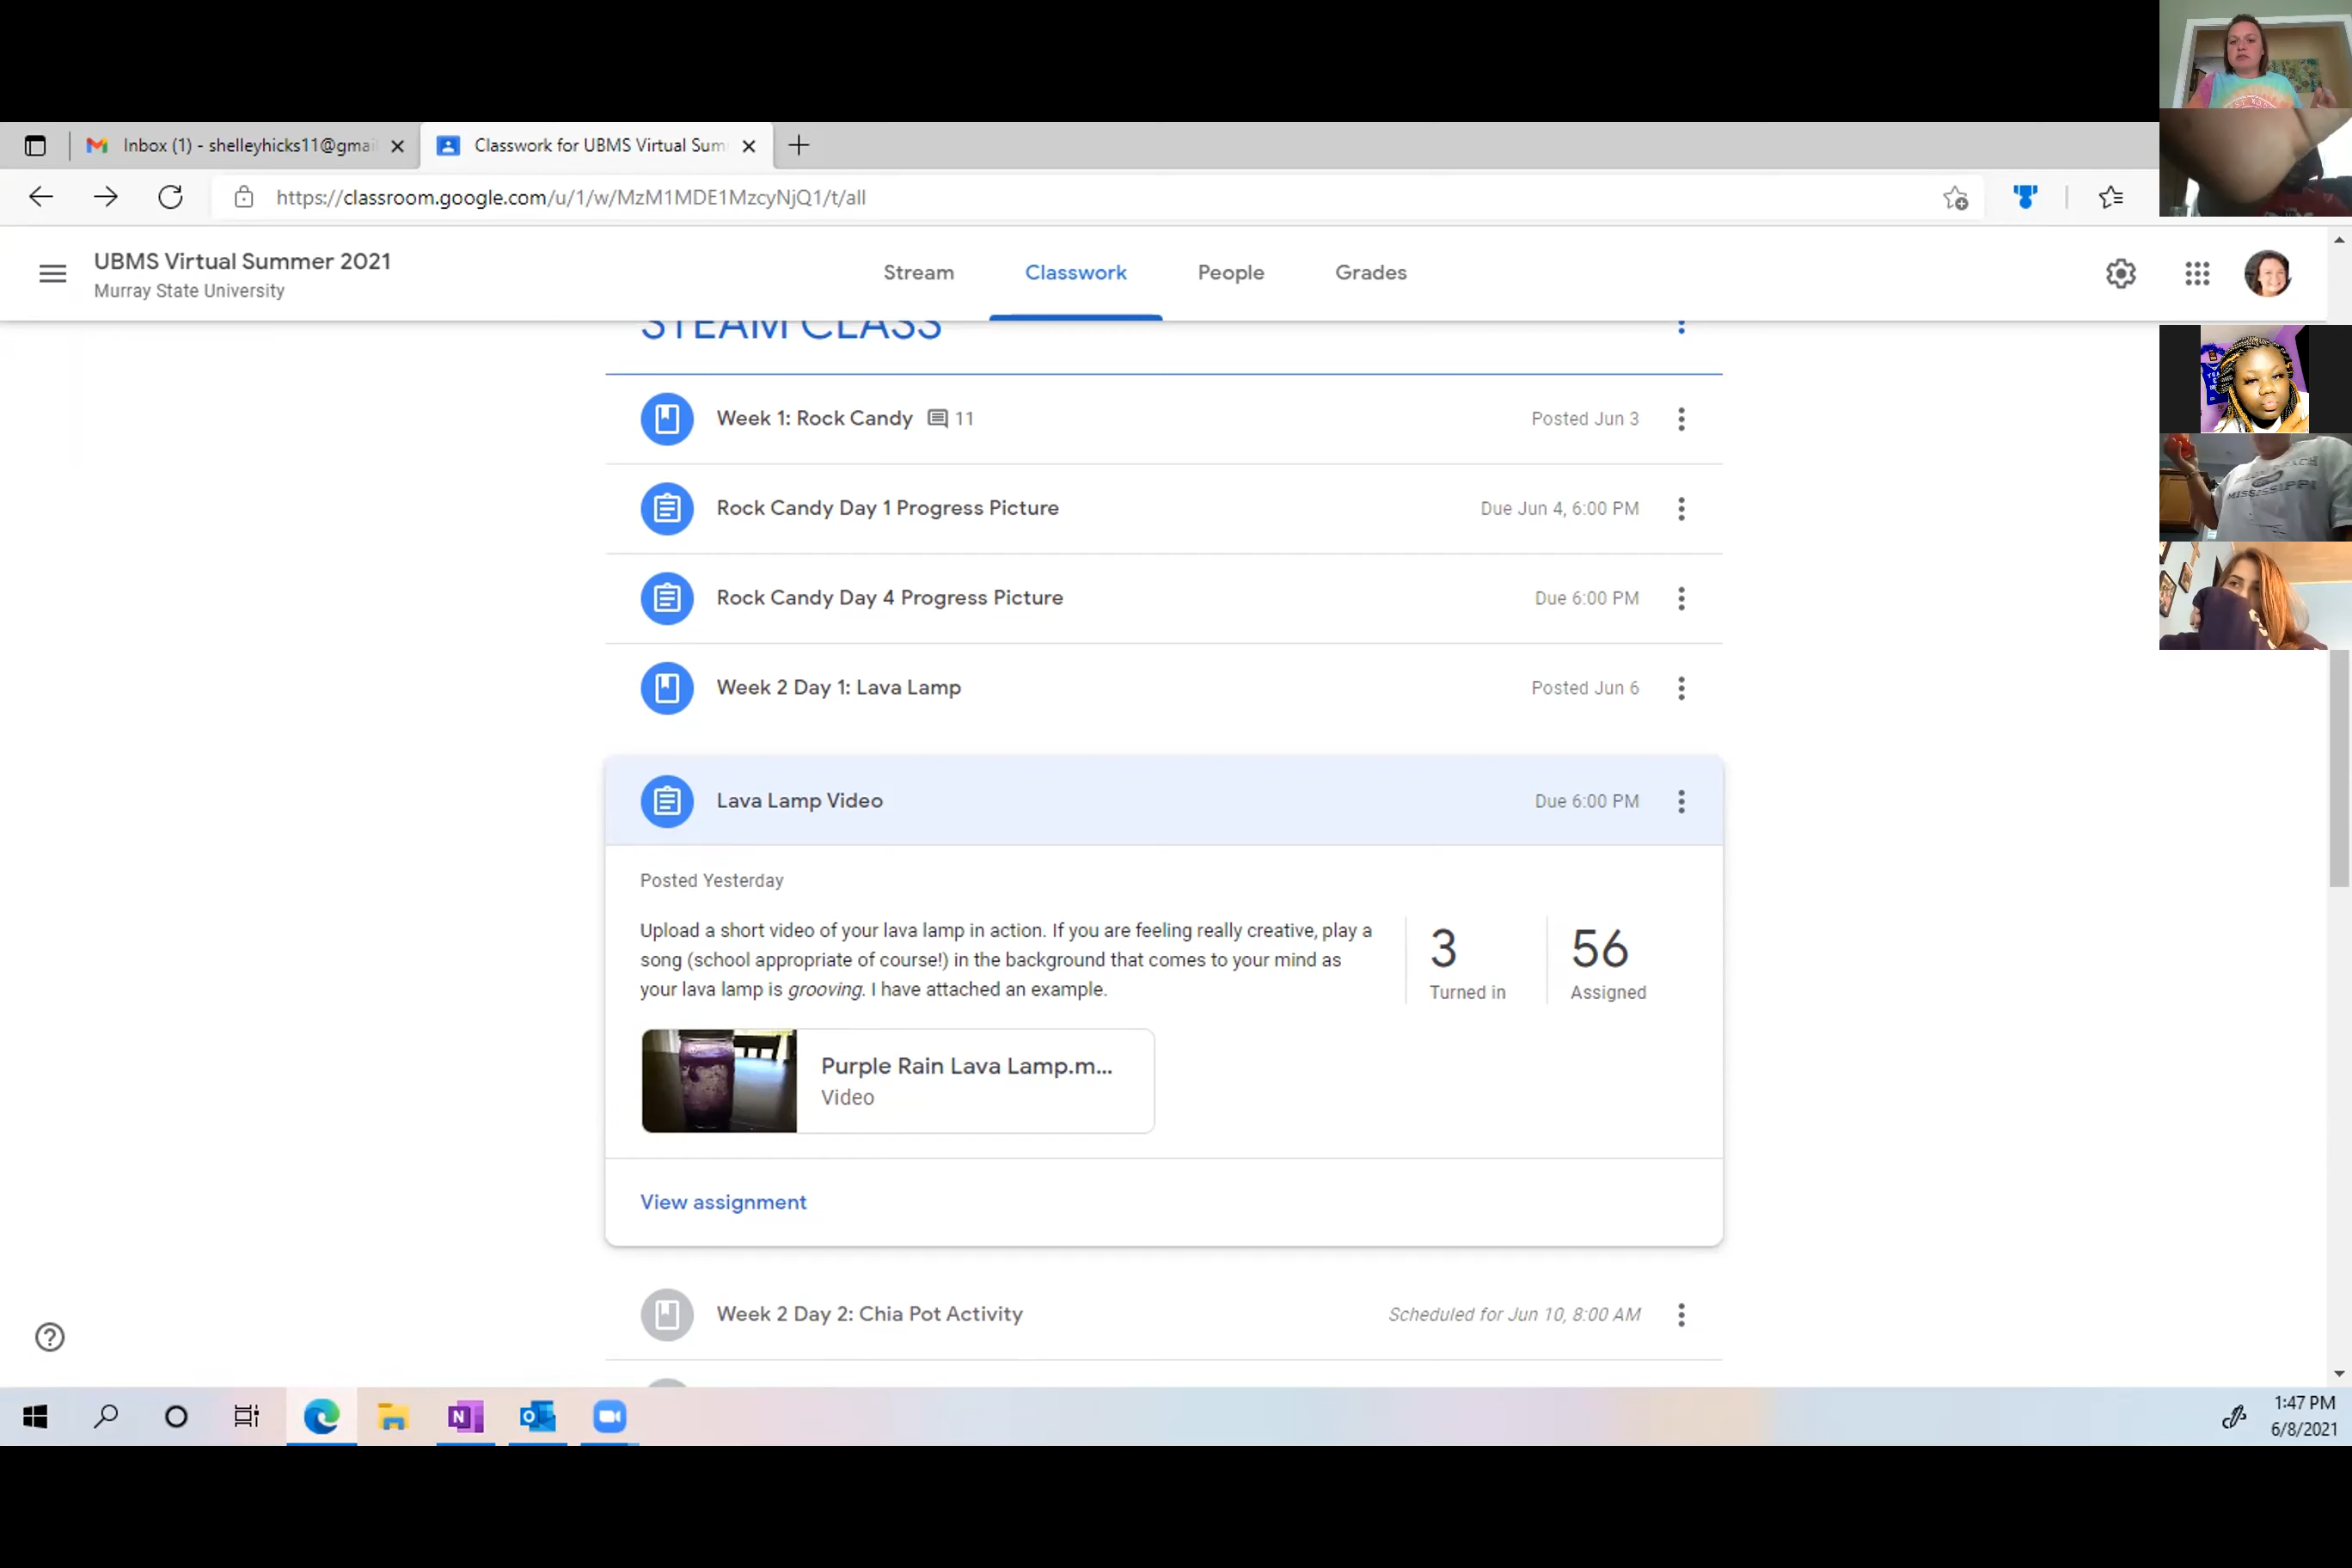 Inbox (1) - shelleyhicks11@gmai
Classwork for UBMS Virtual Sum
https://classroom.google.com/u/1/w/MzM1MDE1MzcyNjQ1/t/all
UBMS Virtual Summer 2021
Murray State University
Stream
Classwork
People
Grades
STEAM CLASS
Week 1: Rock Candy 11
Posted Jun 3
Rock Candy Day 1 Progress Picture
Due Jun 4, 6:00 PM
Rock Candy Day 4 Progress Picture
Due 6:00 PM
Week 2 Day 1: Lava Lamp
Posted Jun 6
Lava Lamp Video
Due 6:00 PM
Posted Yesterday
Upload a short video of your lava lamp in action. If you are feeling really creative, play a
song (school appropriate of course!) in the background that comes to your mind as
your lava lamp is grooving. I have attached an example.
3
Turned in
56
Assigned
Purple Rain Lava Lamp.m...
Video
View assignment
Week 2 Day 2: Chia Pot Activity
Scheduled for Jun 10, 8:00 AM
1:47 PM
6/8/2021
MISSISSIPPI